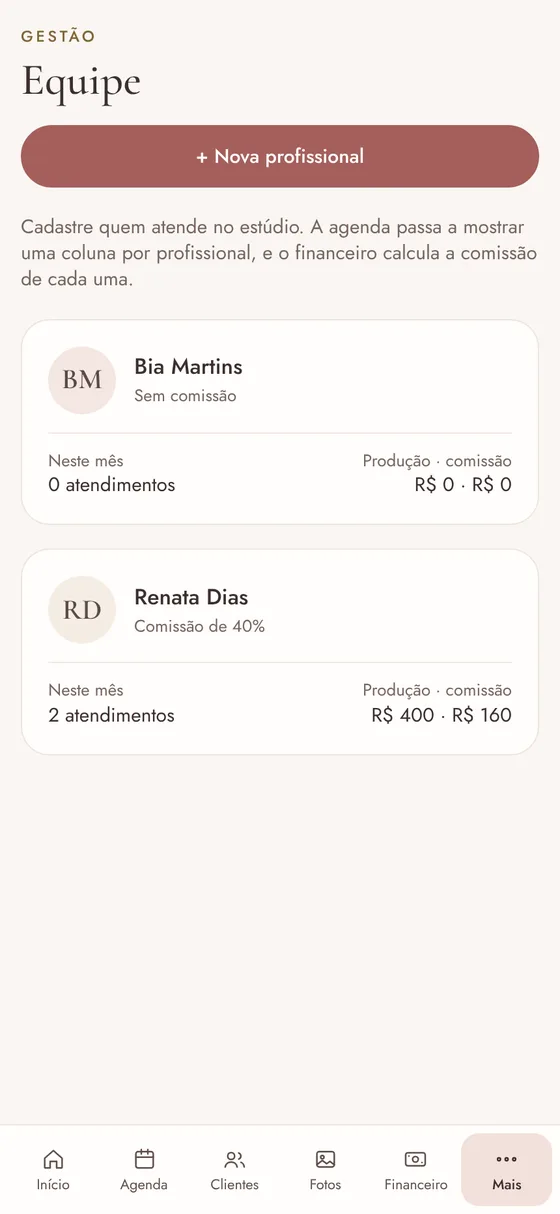 GESTÃO
Equipe
+ Nova profissional
Cadastre quem atende no estúdio. A agenda passa a mostrar
uma coluna por profissional, e o financeiro calcula a comissão
de cada uma.
BM
Bia Martins
Sem comissão
Neste mês
Produção · comissão
0 atendimentos
R$ 0 · R$ 0
RD
Renata Dias
Comissão de 40%
Neste mês
Produção · comissão
2 atendimentos
R$ 400 · R$ 160
Início
Agenda
Clientes
Fotos
Financeiro
Mais